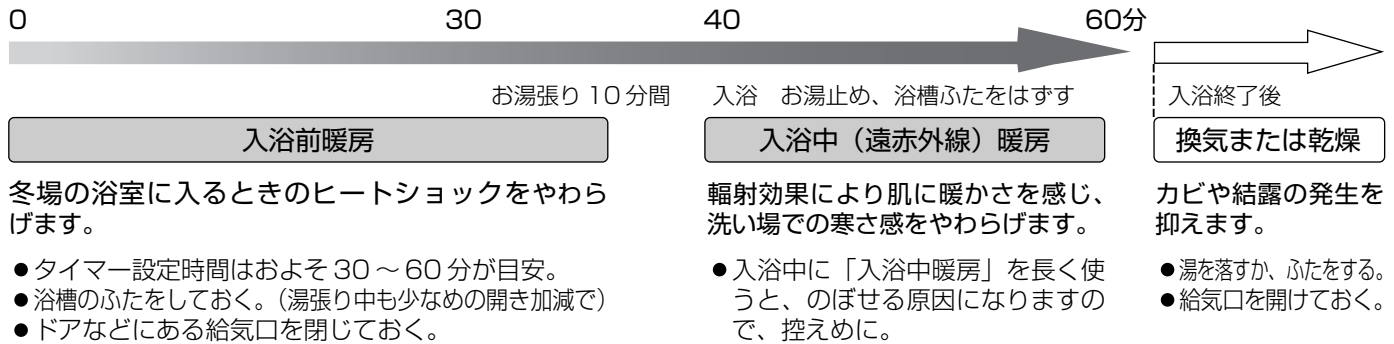 0 30 40 60分
お湯張り 10 分間 入浴 お湯止め、浴槽ふたをはずす 入浴終了後
入浴前暖房
冬場の浴室に入るときのヒートショックをやわら
げます。
●タイマー設定時間はおよそ 30 ～ 60 分が目安。
●浴槽のふたをしておく。(湯張り中も少なめの開き加減で)
●ドアなどにある給気口を閉じておく。
入浴中（遠赤外線）暖房
輻射効果により肌に暖かさを感じ、
洗い場での寒さ感をやわらげます。
●入浴中に「入浴中暖房」を長く使
うと、のぼせる原因になりますの
で、控えめに。
換気または乾燥
カビや結露の発生を
抑えます。
●湯を落すか、ふたをする。
●給気口を開けておく。